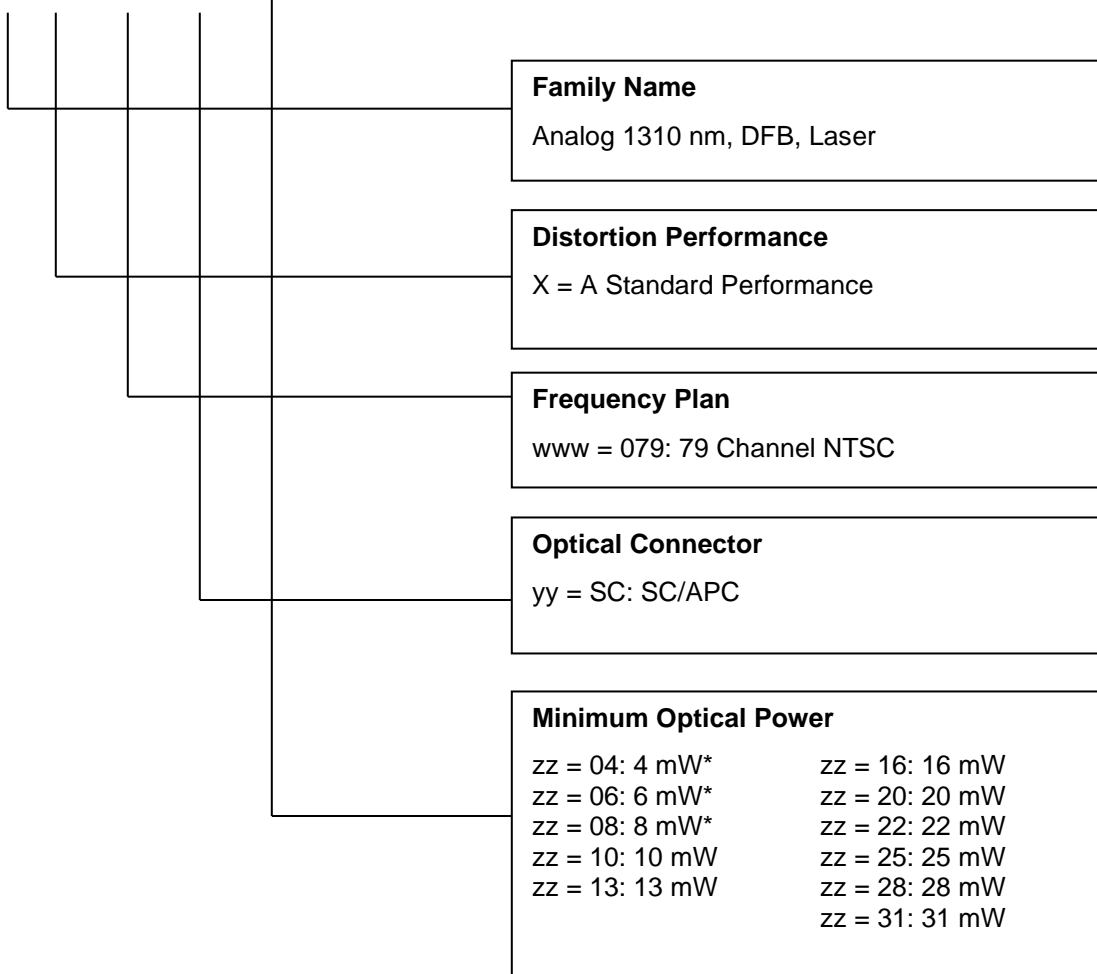 Family Name
Analog 1310 nm, DFB, Laser
Distortion Performance
X = A Standard Performance
Frequency Plan
www = 079: 79 Channel NTSC
Optical Connector
yy = SC: SC/APC
Minimum Optical Power
zz = 04: 4 mW*
zz = 06: 6 mW*
zz = 08: 8 mW*
zz = 10: 10 mW
zz = 13: 13 mW
zz = 16: 16 mW
zz = 20: 20 mW
zz = 22: 22 mW
zz = 25: 25 mW
zz = 28: 28 mW
zz = 31: 31 mW